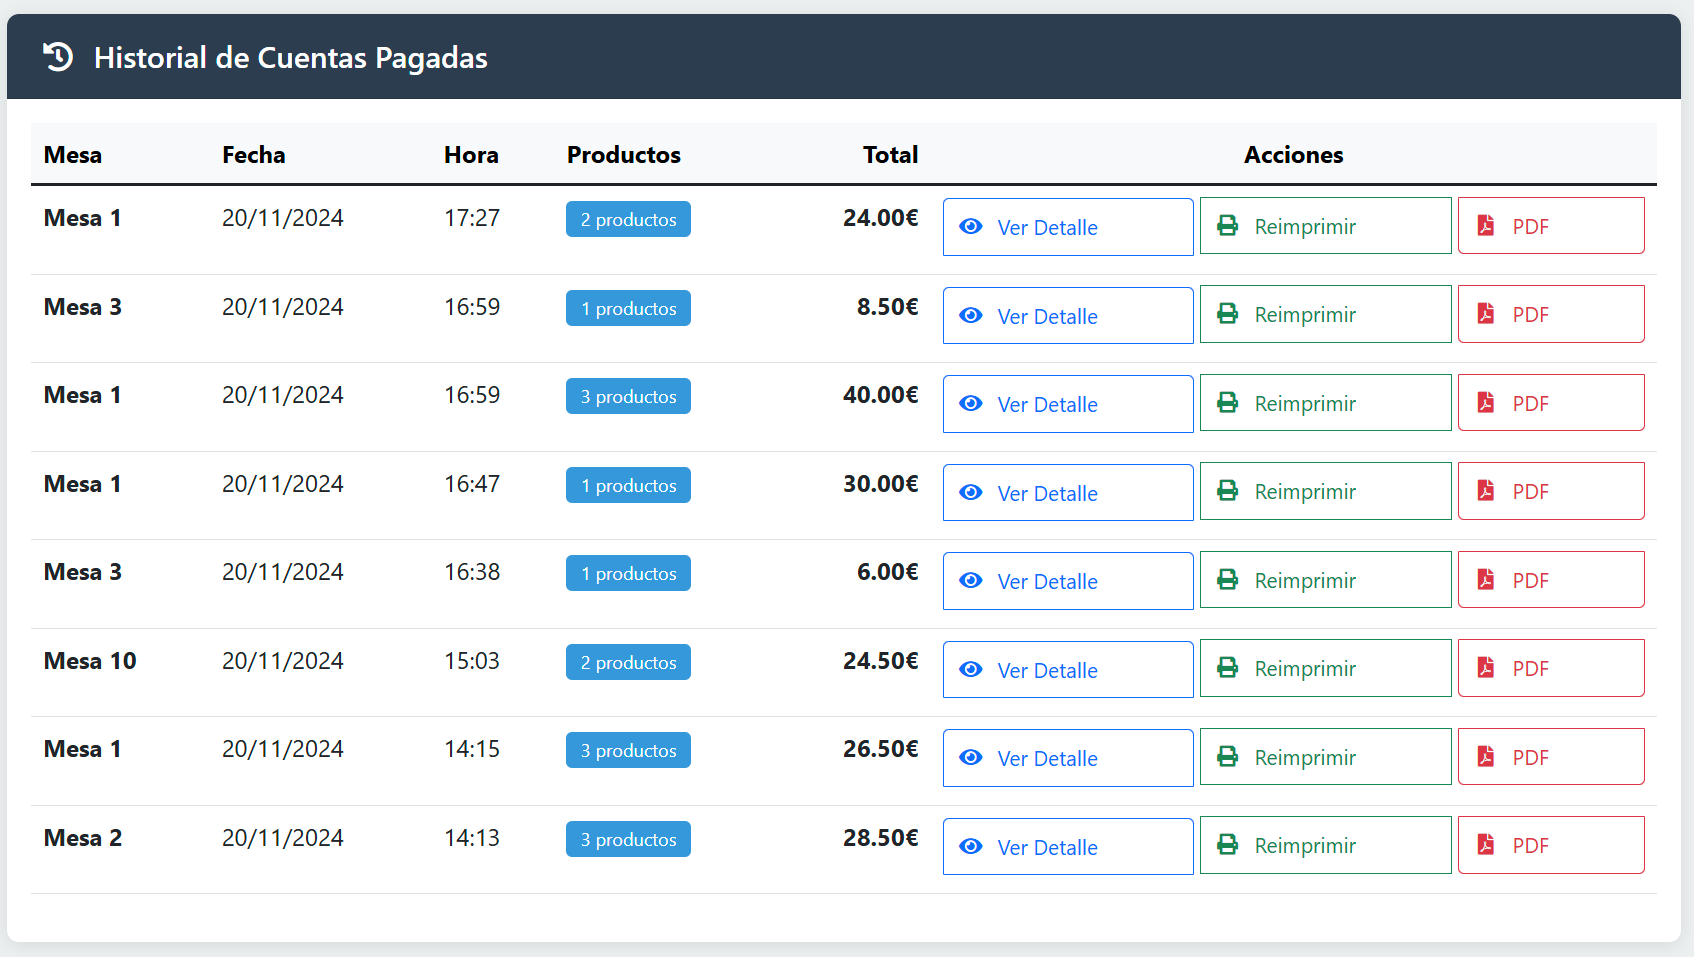 Historial de Cuentas Pagadas
Mesa Fecha Hora Productos Total Acciones
Mesa 1 20/11/2024 17:27 2 productos 24.00€ Ver Detalle Reimprimir PDF
Mesa 3 20/11/2024 16:59 1 productos 8.50€ Ver Detalle Reimprimir PDF
Mesa 1 20/11/2024 16:59 3 productos 40.00€ Ver Detalle Reimprimir PDF
Mesa 1 20/11/2024 16:47 1 productos 30.00€ Ver Detalle Reimprimir PDF
Mesa 3 20/11/2024 16:38 1 productos 6.00€ Ver Detalle Reimprimir PDF
Mesa 10 20/11/2024 15:03 2 productos 24.50€ Ver Detalle Reimprimir PDF
Mesa 1 20/11/2024 14:15 3 productos 26.50€ Ver Detalle Reimprimir PDF
Mesa 2 20/11/2024 14:13 3 productos 28.50€ Ver Detalle Reimprimir PDF